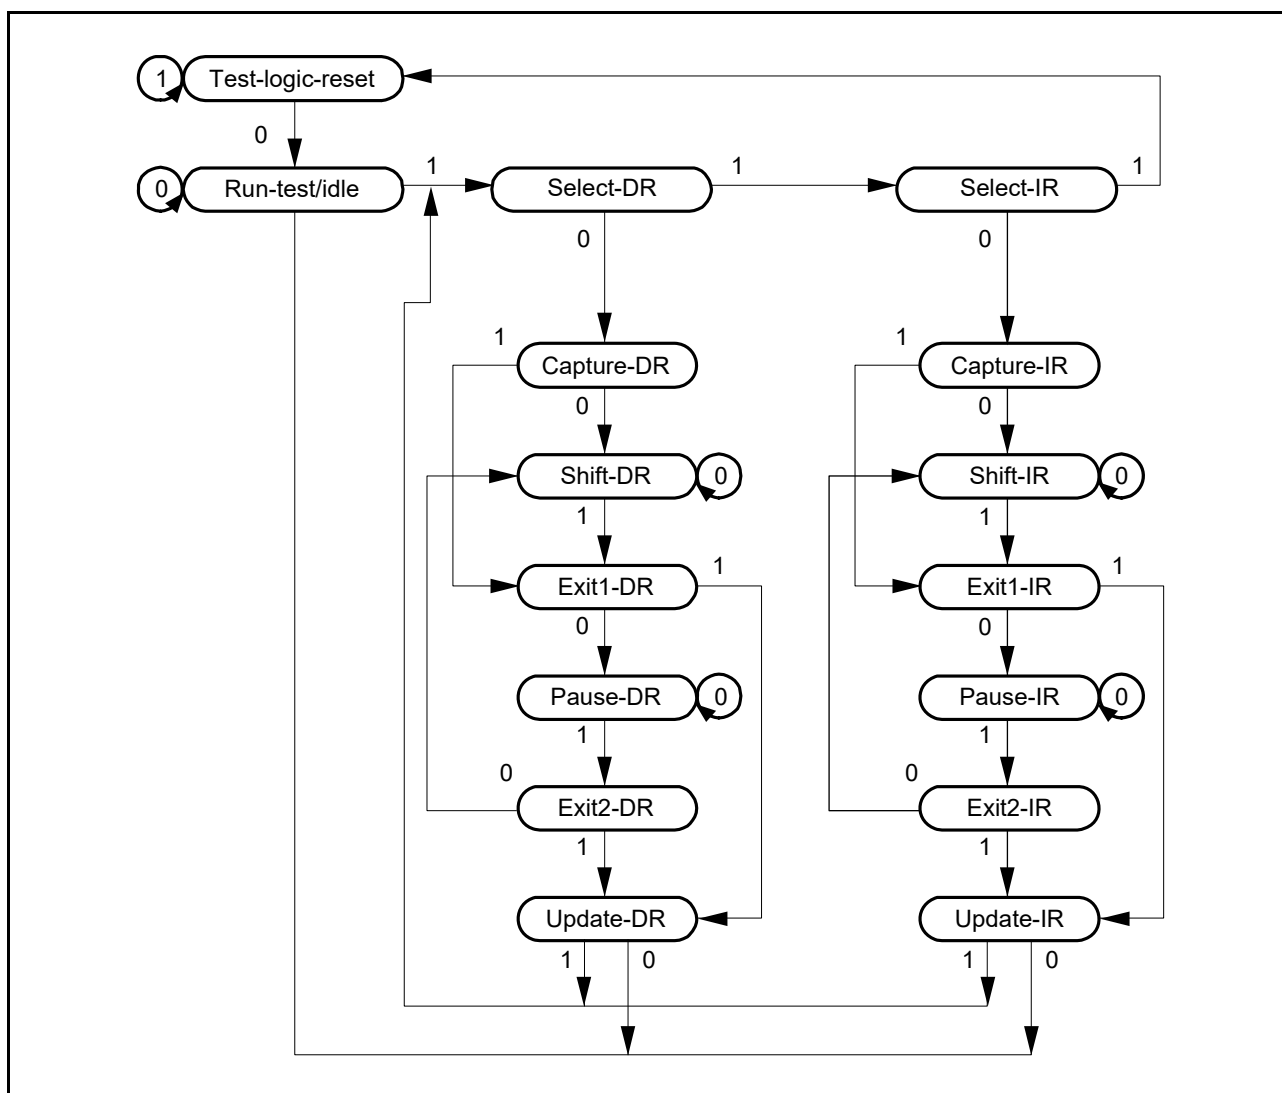 1 Test-logic-reset
0
0 Run-test/idle 1 Select-DR 1 Select-IR 1
0 0
1 1
Capture-DR Capture-IR
0 0
Shift-DR 0 Shift-IR 0
1 1
Exit1-DR 1 Exit1-IR 1
0 0
Pause-DR 0 Pause-IR 0
1 1
0 0
Exit2-DR Exit2-IR
1 1
Update-DR Update-IR
1 0 1 0